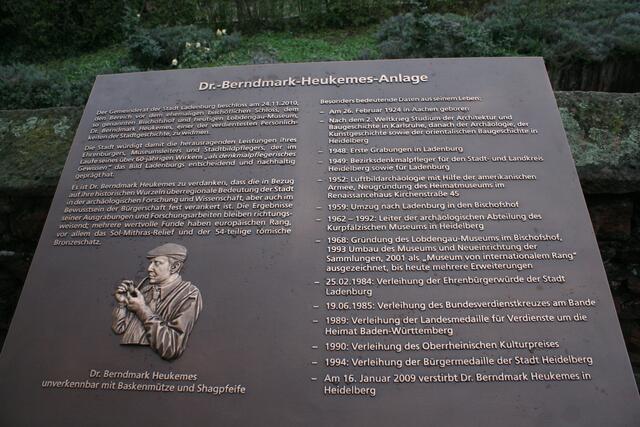 Dr.-Berndmark-Heukemes-Anlage
Der Gemeinderat der Stadt Ladenburg beschloss am 24.11.2010,
den Bereich vor dem ehemaligen Bischöflichen Schloss, dem
so genannten Bischofshof und heutigen Lobdengau-Museum,
Dr. Berndmark Heukemes, einer der verdientesten Persönlich-
keiten der Stadtgeschichte, zu widmen.
Die Stadt würdigt damit die herausragenden Leistungen ihres
Ehrenbürgers, Museumsleiters und Stadtbildpflegers, der im
Laufe seines über 60-jährigen Wirkens „als denkmalpflegerisches
Gewissen“ das Bild Ladenburgs entscheidend und nachhaltig
geprägt hat.
Es ist Dr. Berndmark Heukemes zu verdanken, dass die in Bezug
auf ihre historischen Wurzeln überregionale Bedeutung der Stadt
in der archäologischen Forschung und Wissenschaft, aber auch im
Bewusstsein der Bürgerschaft fest verankert ist. Die Ergebnisse
seiner Ausgrabungen und Forschungsarbeiten bleiben richtungs-
weisend; mehrere wertvolle Funde haben europäischen Rang,
vor allem das Sol-Mithras-Relief und der 54-teilige römische
Bronzeschatz.
Dr. Berndmark Heukemes
unverkennbar mit Baskenmütze und Shagpfeife
Besonders bedeutende Daten aus seinem Leben:
– Am 26. Februar 1924 in Aachen geboren
– Nach dem 2. Weltkrieg Studium der Architektur und
Baugeschichte in Karlsruhe, danach der Archäologie, der
Kunstgeschichte sowie der orientalischen Baugeschichte in
Heidelberg
– 1948: Erste Grabungen in Ladenburg
– 1949: Bezirksdenkmalpfleger für den Stadt- und Landkreis
Heidelberg sowie für Ladenburg
– 1952: Luftbildarchäologie mit Hilfe der amerikanischen
Armee, Neugründung des Heimatmuseums im
Renaissancehaus Kirchenstraße 45
– 1959: Umzug nach Ladenburg in den Bischofshof
– 1962 – 1992: Leiter der archäologischen Abteilung des
Kurpfälzischen Museums in Heidelberg
– 1968: Gründung des Lobdengau-Museums im Bischofshof,
1993 Umbau des Museums und Neueinrichtung der
Sammlungen, 2001 als „Museum von internationalem Rang“
ausgezeichnet, bis heute mehrere Erweiterungen
– 25.02.1984: Verleihung der Ehrenbürgerwürde der Stadt
Ladenburg
– 19.06.1985: Verleihung des Bundesverdienstkreuzes am Bande
– 1989: Verleihung der Landesmedaille für Verdienste um die
Heimat Baden-Württemberg
– 1990: Verleihung des Oberrheinischen Kulturpreises
– 1994: Verleihung der Bürgermedaille der Stadt Heidelberg
– Am 16. Januar 2009 verstirbt Dr. Berndmark Heukemes in
Heidelberg